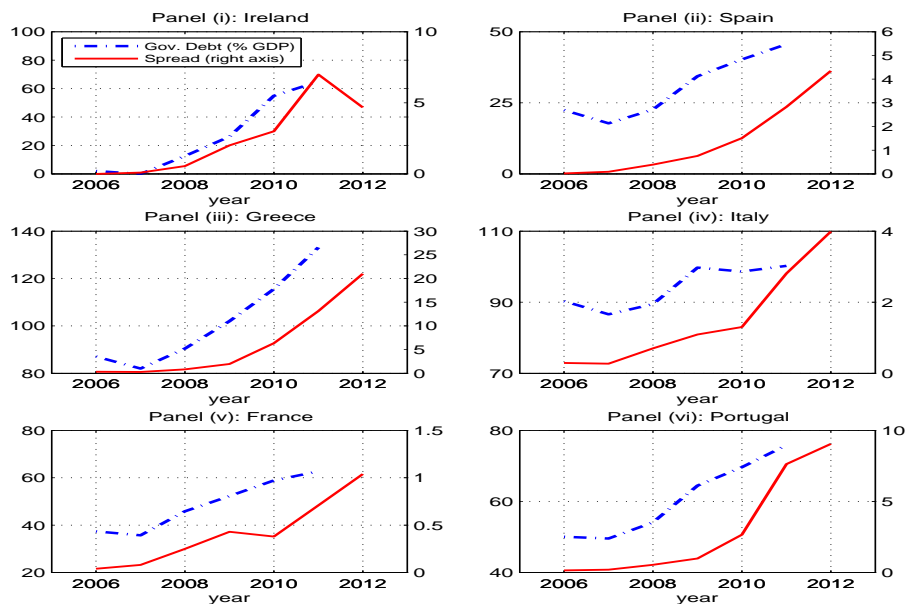 Panel (i): Ireland
100
80
60
40
20
0
10
5
0
Gov. Debt (% GDP)
Spread (right axis)
2006 2008 2010 2012
year
Panel (ii): Spain
50
25
0
6
5
4
3
2
1
0
2006 2008 2010 2012
year
Panel (iii): Greece
140
120
100
80
30
25
20
15
10
5
0
2006 2008 2010 2012
year
Panel (iv): Italy
110
90
70
4
2
0
2006 2008 2010 2012
year
Panel (v): France
80
60
40
20
1.5
1
0.5
0
2006 2008 2010 2012
year
Panel (vi): Portugal
80
60
40
10
5
0
2006 2008 2010 2012
year